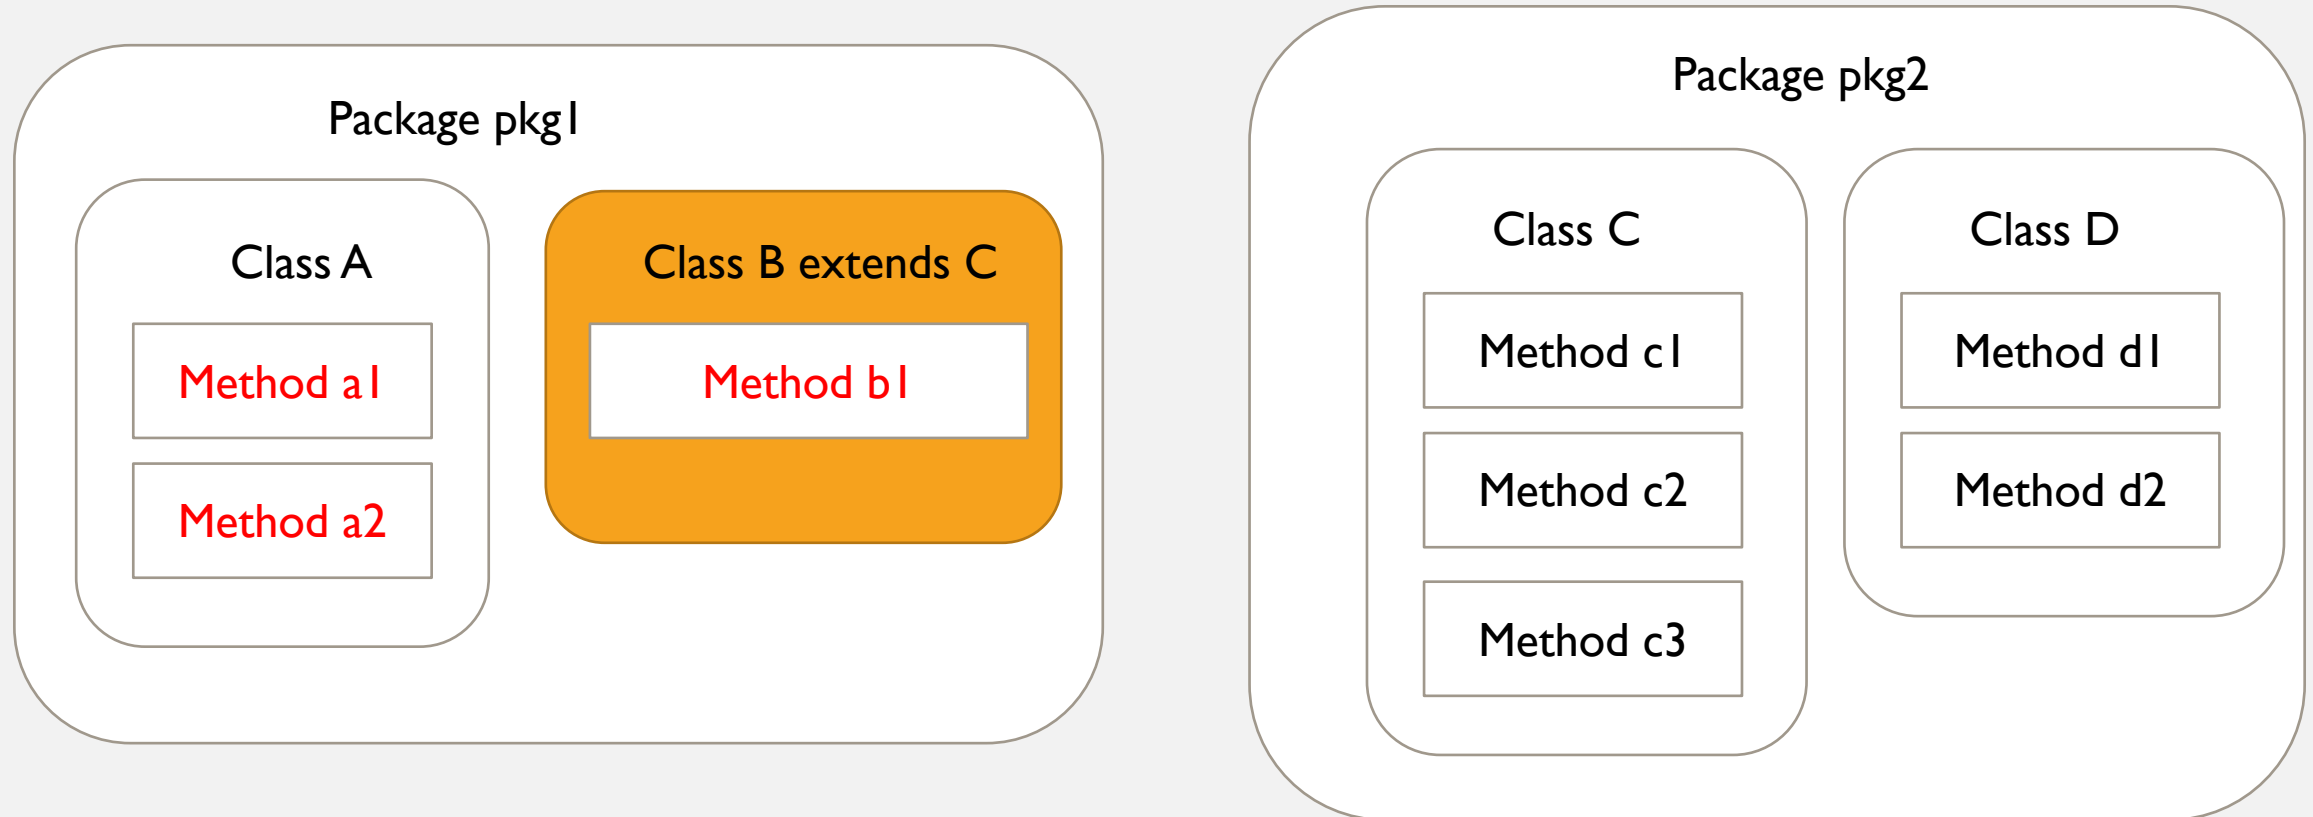 Package pkg1
Class A
Method a1
Method a2
Class B extends C
Method b1
Package pkg2
Class C
Method c1
Method c2
Method c3
Class D
Method d1
Method d2